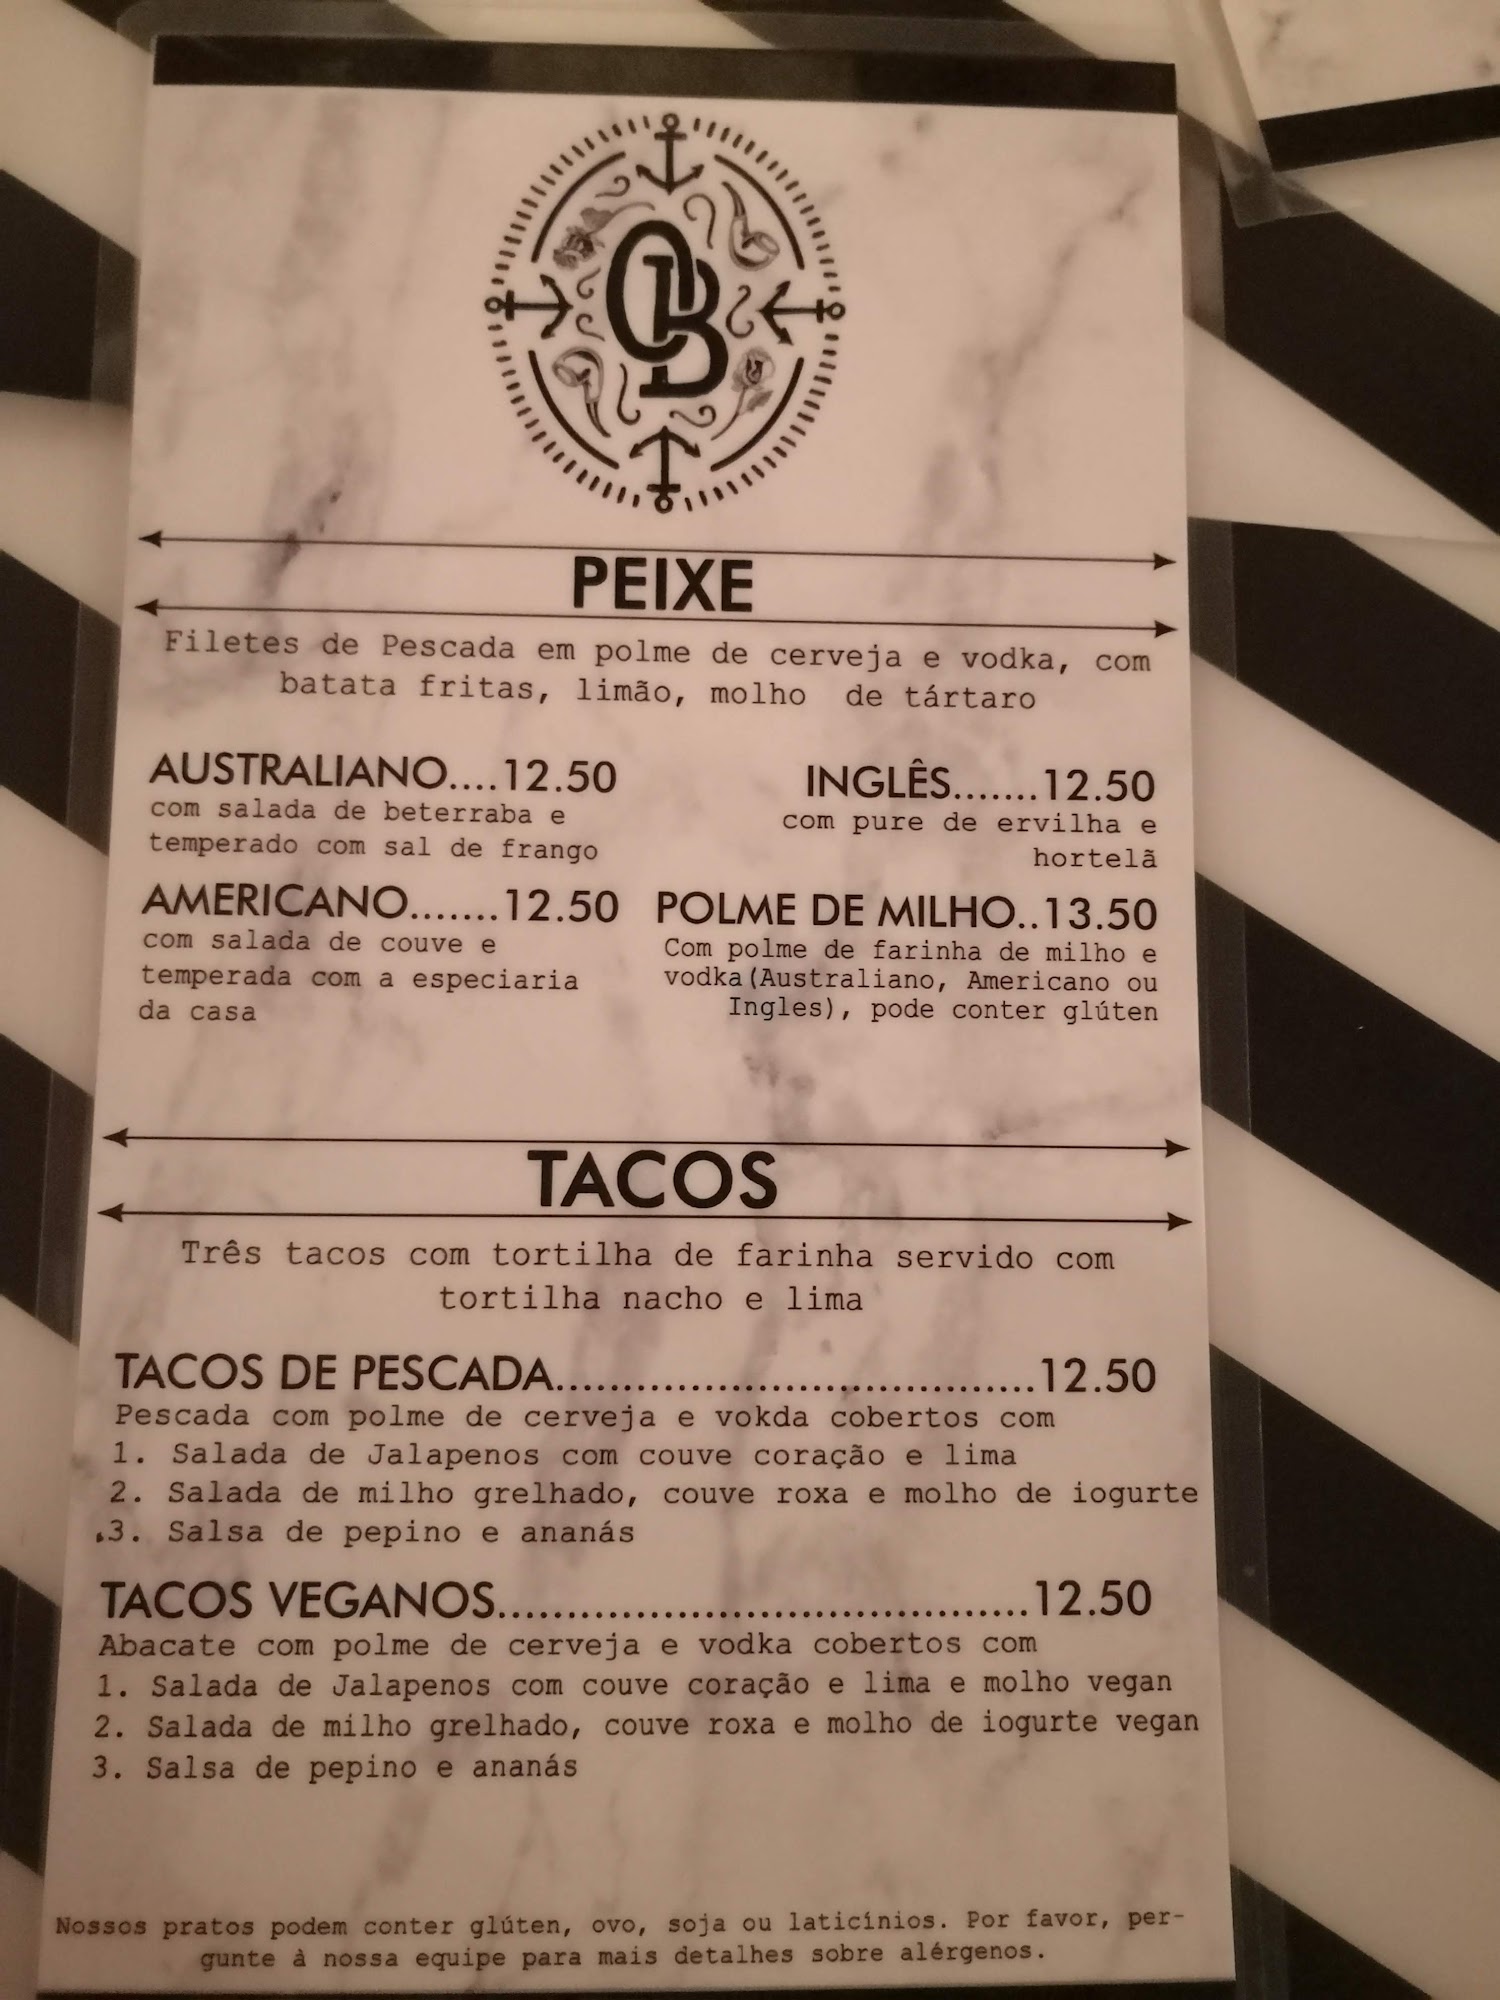 OB
PEIXE
Filetes de Pescada em polme de cerveja e vodka, com
batata fritas, limão, molho de tártaro
AUSTRALIANO....12.50
com salada de beterraba e
temperado com sal de frango
INGLÊS.......12.50
com pure de ervilha e
hortelã
AMERICANO.......12.50
com salada de couve e
temperada com a especiaria
da casa
POLME DE MILHO..13.50
Com polme de farinha de milho e
vodka(Australiano, Americano ou
Ingles), pode conter glúten
TACOS
Três tacos com tortilha de farinha servido com
tortilha nacho e lima
TACOS DE PESCADA....................................12.50
Pescada com polme de cerveja e vokda cobertos com
1. Salada de Jalapenos com couve coração e lima
2. Salada de milho grelhado, couve roxa e molho de iogurte
.3. Salsa de pepino e ananás
TACOS VEGANOS.......................................12.50
Abacate com polme de cerveja e vodka cobertos com
1. Salada de Jalapenos com couve coração e lima e molho vegan
2. Salada de milho grelhado, couve roxa e molho de iogurte vegan
3. Salsa de pepino e ananás
Nossos pratos podem conter glúten, ovo, soja ou laticínios. Por favor, per-
gunte à nossa equipe para mais detalhes sobre alérgenos.